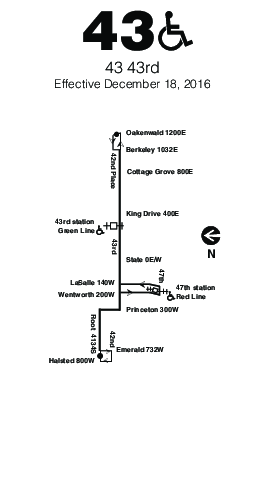 43
43 43rd
Effective December 18, 2016
Oakenwald 1200E
Berkeley 1032E
42nd Place
Cottage Grove 800E
King Drive 400E
43rd station
Green Line
43rd
N
State 0E/W
47th
LaSalle 140W
47th station
Wentworth 200W
Red Line
Princeton 300W
Root 4134S
42nd
Emerald 732W
Halsted 800W